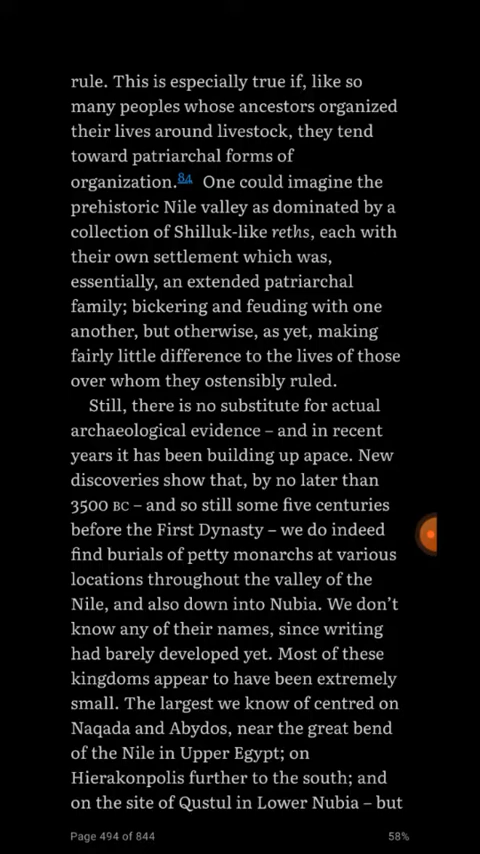 rule. This is especially true if, like so
many peoples whose ancestors organized
their lives around livestock, they tend
toward patriarchal forms of
organization.84 One could imagine the
prehistoric Nile valley as dominated by a
collection of Shilluk-like reths, each with
their own settlement which was,
essentially, an extended patriarchal
family; bickering and feuding with one
another, but otherwise, as yet, making
fairly little difference to the lives of those
over whom they ostensibly ruled.
Still, there is no substitute for actual
archaeological evidence – and in recent
years it has been building up apace. New
discoveries show that, by no later than
3500 BC – and so still some five centuries
before the First Dynasty – we do indeed
find burials of petty monarchs at various
locations throughout the valley of the
Nile, and also down into Nubia. We don’t
know any of their names, since writing
had barely developed yet. Most of these
kingdoms appear to have been extremely
small. The largest we know of centred on
Naqada and Abydos, near the great bend
of the Nile in Upper Egypt; on
Hierakonpolis further to the south; and
on the site of Qustul in Lower Nubia – but
Page 494 of 844 58%